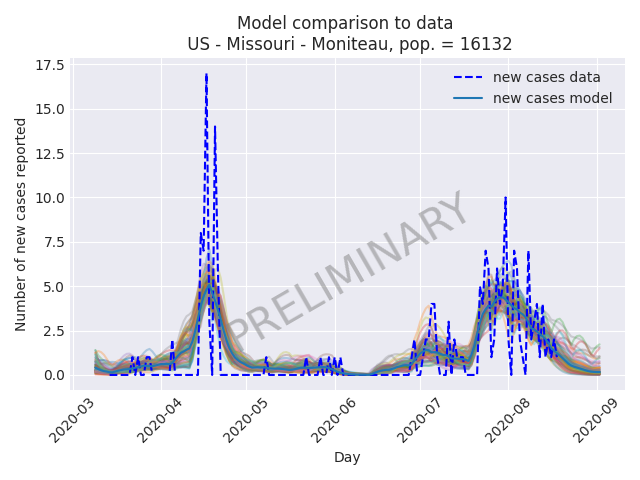 Model comparison to data
US - Missouri - Moniteau, pop. = 16132
Number of new cases reported
17.5
15.0
12.5
10.0
7.5
5.0
2.5
0.0
new cases data
new cases model
PRELIMINARY
2020-03
2020-04
2020-05
2020-06
2020-07
2020-08
2020-09
Day